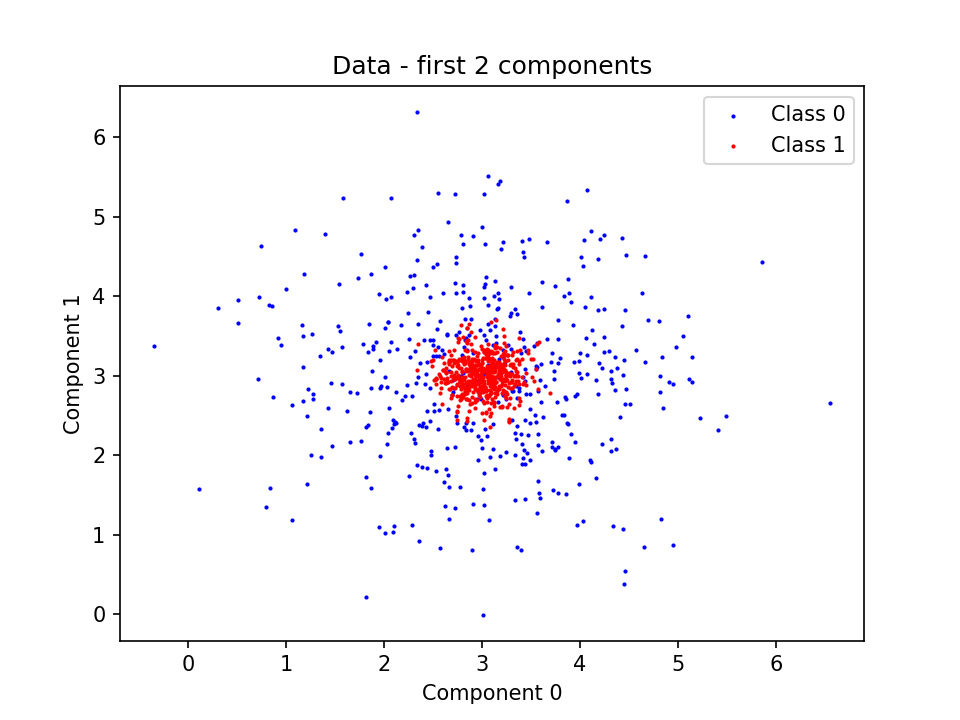 Data - first 2 components
Class 0
Class 1
6
5
4
3
2
1
0
Component 1
0 1 2 3 4 5 6
Component 0